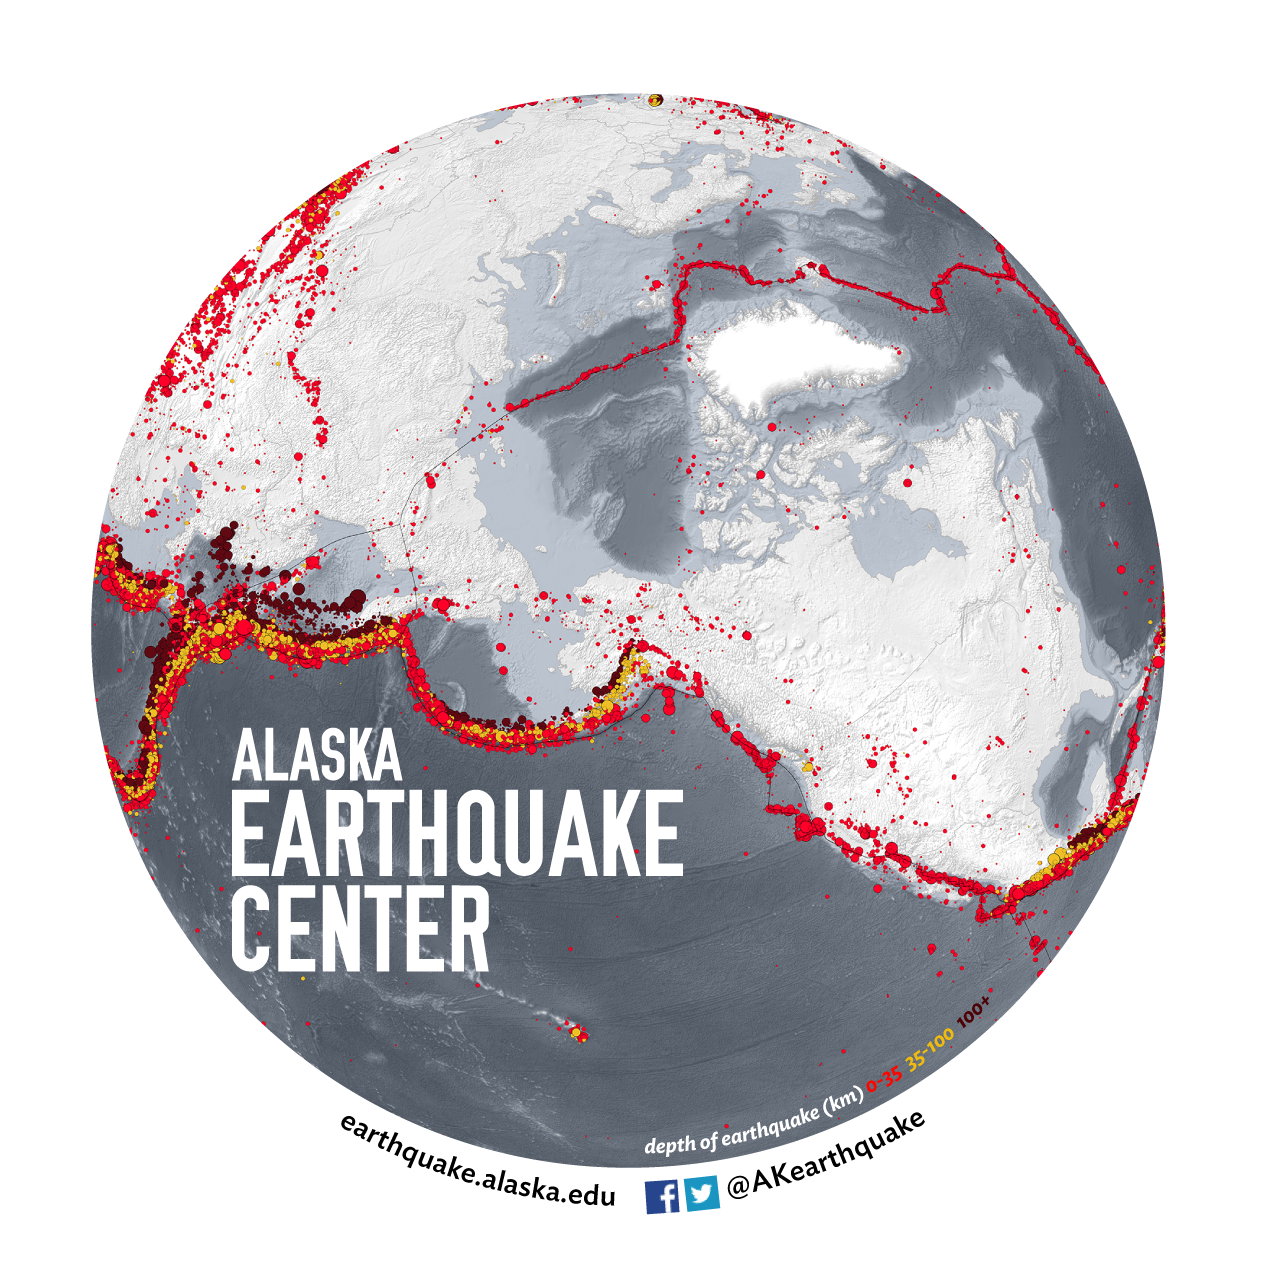 ALASKA
EARTHQUAKE
CENTER
depth of earthquake (km) 0-35 35-100 100+
earthquake.alaska.edu
@AKearthquake